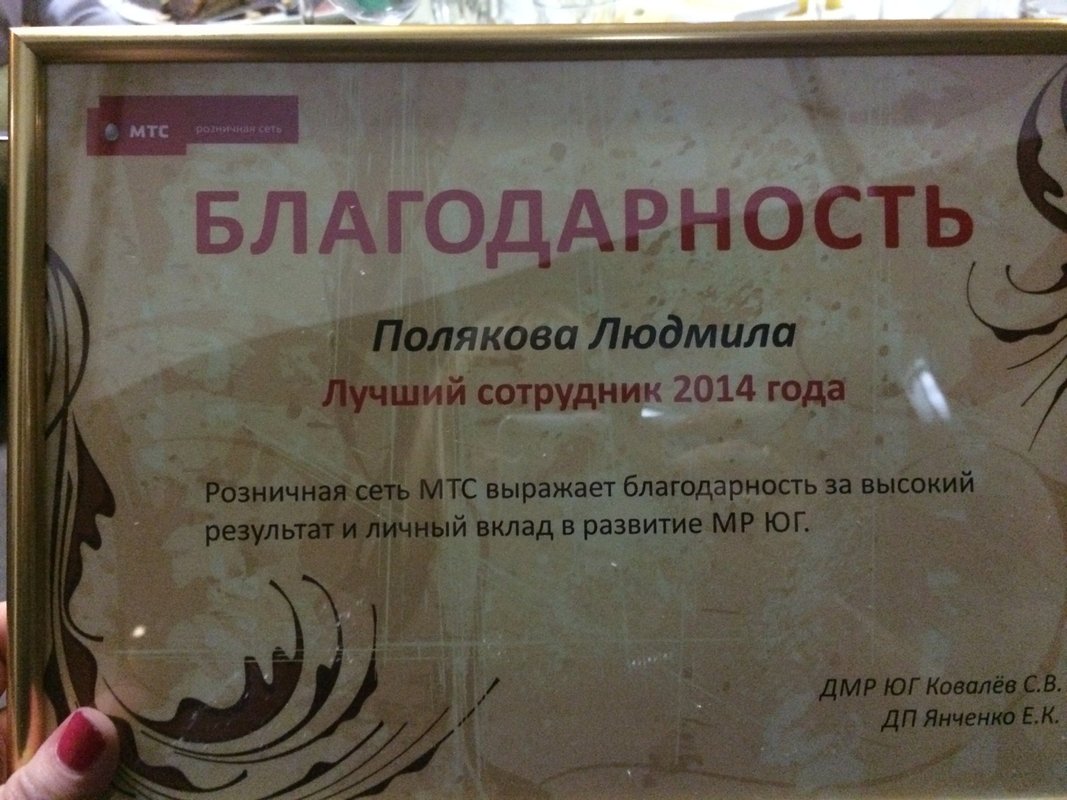 МТС розничная сеть
БЛАГОДАРНОСТЬ
Полякова Людмила
Лучший сотрудник 2014 года
Розничная сеть МТС выражает благодарность за высокий
результат и личный вклад в развитие МР ЮГ.
ДМР ЮГ Ковалёв С.В.
ДП Янченко Е.К.